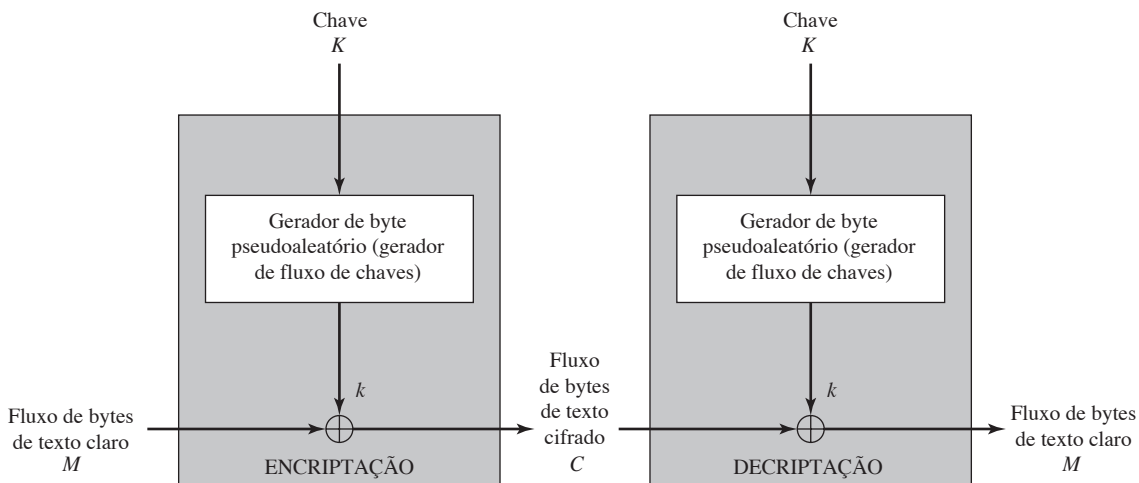 Chave
K
Gerador de byte
pseudoaleatório (gerador
de fluxo de chaves)
k
Fluxo de bytes
de texto claro
M
ENCRIPTAÇÃO
Fluxo
de bytes
de texto
cifrado
C
Chave
K
Gerador de byte
pseudoaleatório (gerador
de fluxo de chaves)
k
DECRIPTAÇÃO
Fluxo de bytes
de texto claro
M